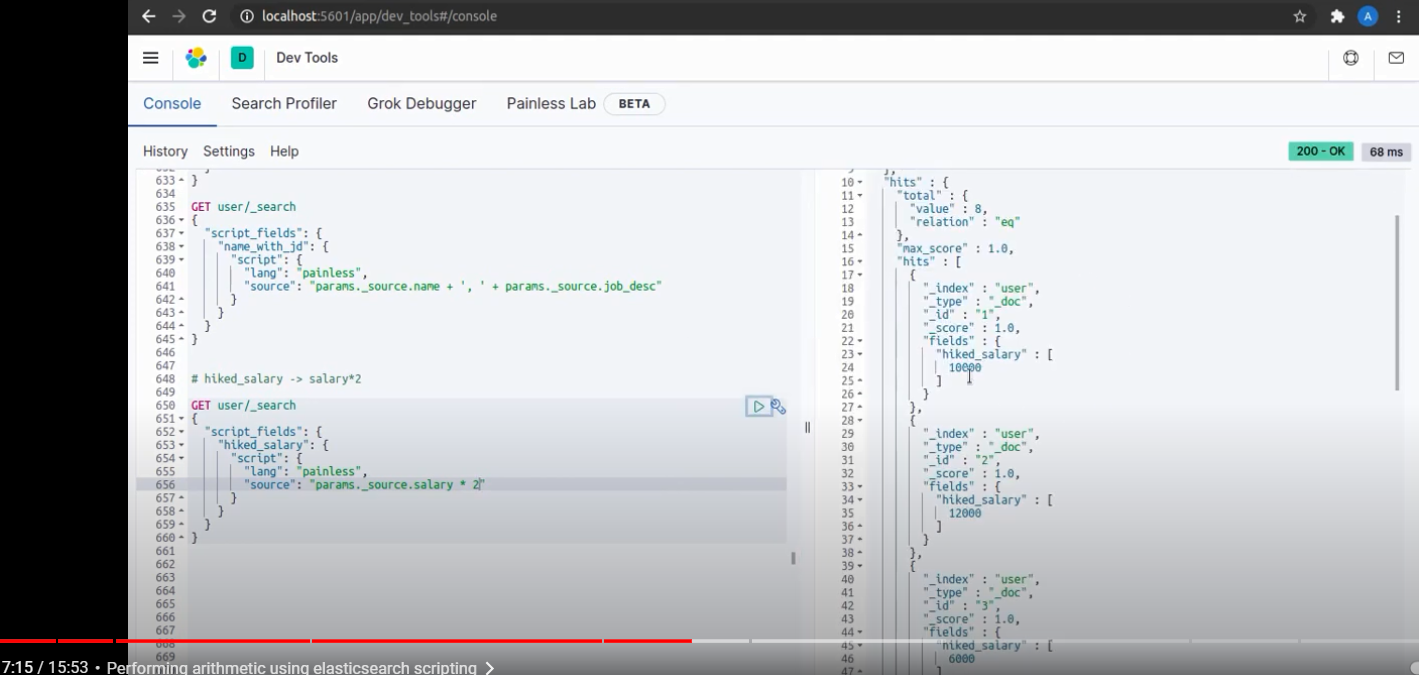 localhost:5601/app/dev_tools#/console
A
D
Dev Tools
Console
Search Profiler
Grok Debugger
Painless Lab
BETA
History
Settings
Help
200 - OK
68 ms
633 }
634
635 GET user/_search
636 {
637 "script_fields": {
638 "name_with_jd": {
639 "script": {
640 "lang": "painless",
641 "source": "params._source.name + ', ' + params._source.job_desc"
642 }
643 }
644 }
645 }
646
647
648 # hiked_salary -> salary*2
649
650 GET user/_search
651 {
652 "script_fields": {
653 "hiked_salary": {
654 "script": {
655 "lang": "painless",
656 "source": "params._source.salary * 2"
657 }
658 }
659 }
660 }
661
662
663
664
665
666
667
668
669
10 "hits" : {
11 "total" : {
12 "value" : 8,
13 "relation" : "eq"
14 },
15 "max_score" : 1.0,
16 "hits" : [
17 {
18 "_index" : "user",
19 "_type" : "_doc",
20 "_id" : "1",
21 "_score" : 1.0,
22 "fields" : {
23 "hiked_salary" : [
24 10000
25 ]
26 }
27 },
28 {
29 "_index" : "user",
30 "_type" : "_doc",
31 "_id" : "2",
32 "_score" : 1.0,
33 "fields" : {
34 "hiked_salary" : [
35 12000
36 ]
37 }
38 },
39 {
40 "_index" : "user",
41 "_type" : "_doc",
42 "_id" : "3",
43 "_score" : 1.0,
44 "fields" : {
45 "hiked_salary" : [
46 6000
47 ]
7:15 / 15:53 • Performing arithmetic using elasticsearch scripting